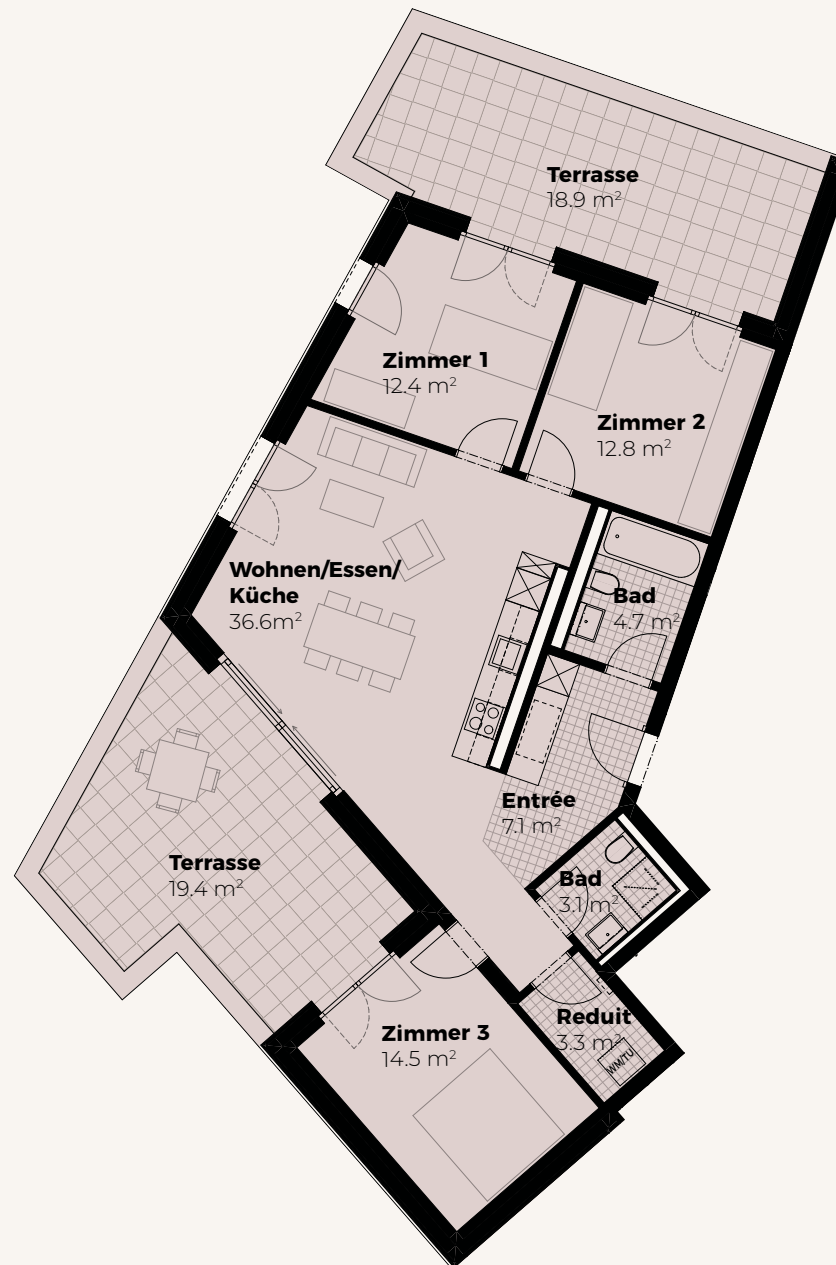 Terrasse
18.9 m²
Zimmer 1
12.4 m²
Zimmer 2
12.8 m²
Wohnen/Essen/
Küche
36.6m²
Bad
4.7 m²
Entrée
7.1 m²
Terrasse
19.4 m²
Bad
3.1 m²
Reduit
3.3 m²
WM/TU
Zimmer 3
14.5 m²